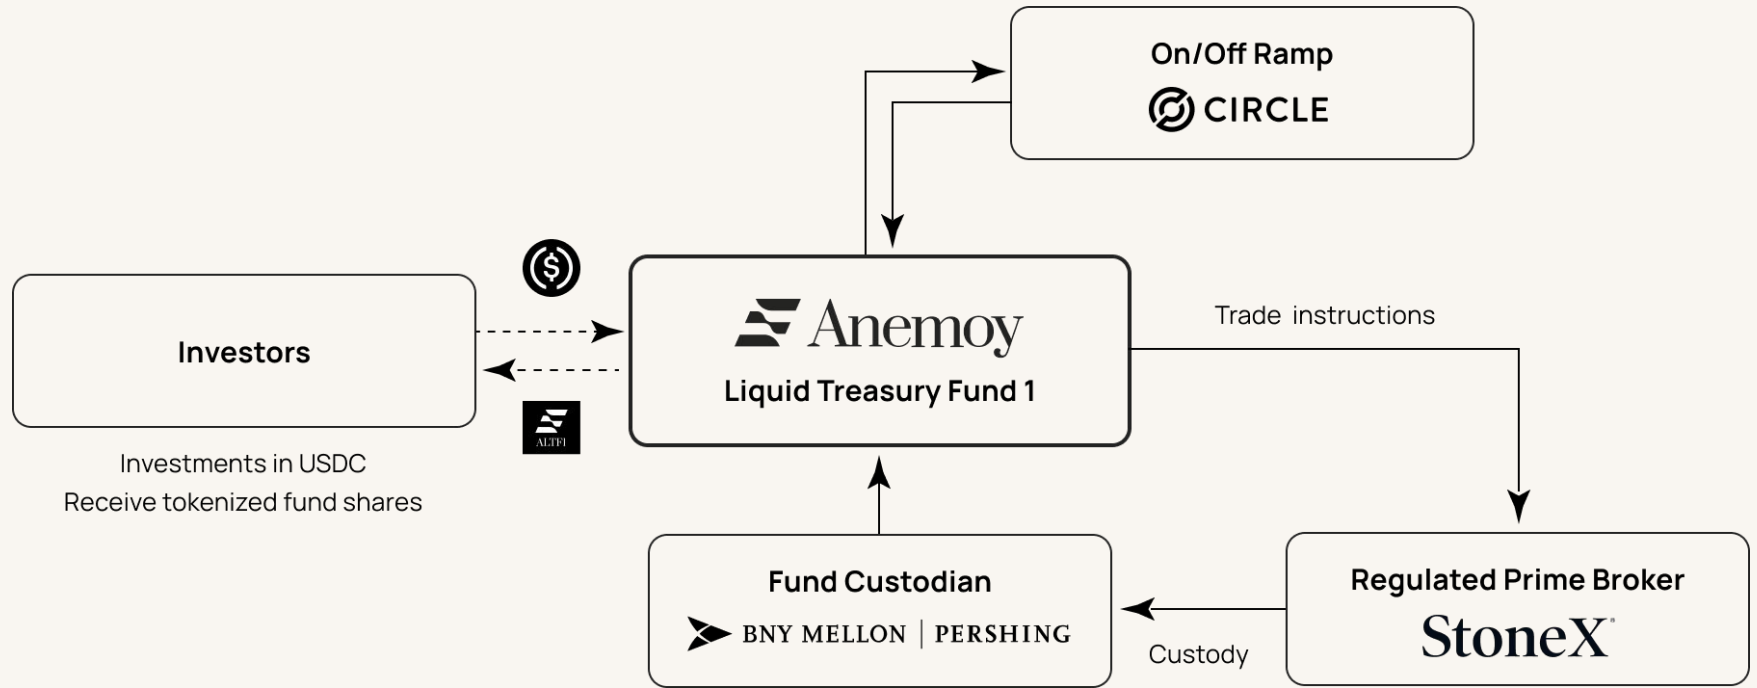 On/Off Ramp
CIRCLE
$
Investors
Anemoy
Liquid Treasury Fund 1
Trade instructions
ALTFI
Investments in USDC
Receive tokenized fund shares
Fund Custodian
BNY MELLON | PERSHING
Custody
Regulated Prime Broker
StoneX